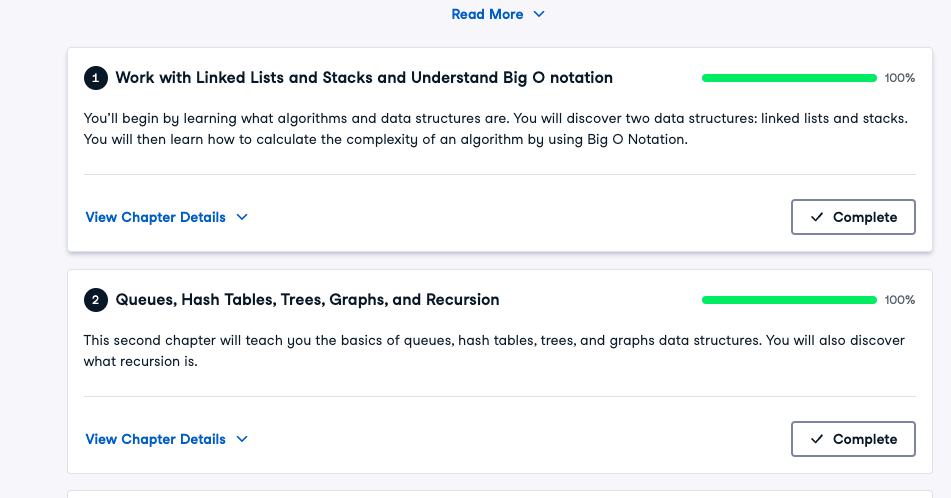 Read More
1 Work with Linked Lists and Stacks and Understand Big O notation 100%
You'll begin by learning what algorithms and data structures are. You will discover two data structures: linked lists and stacks.
You will then learn how to calculate the complexity of an algorithm by using Big O Notation.
View Chapter Details Complete
2 Queues, Hash Tables, Trees, Graphs, and Recursion 100%
This second chapter will teach you the basics of queues, hash tables, trees, and graphs data structures. You will also discover
what recursion is.
View Chapter Details Complete